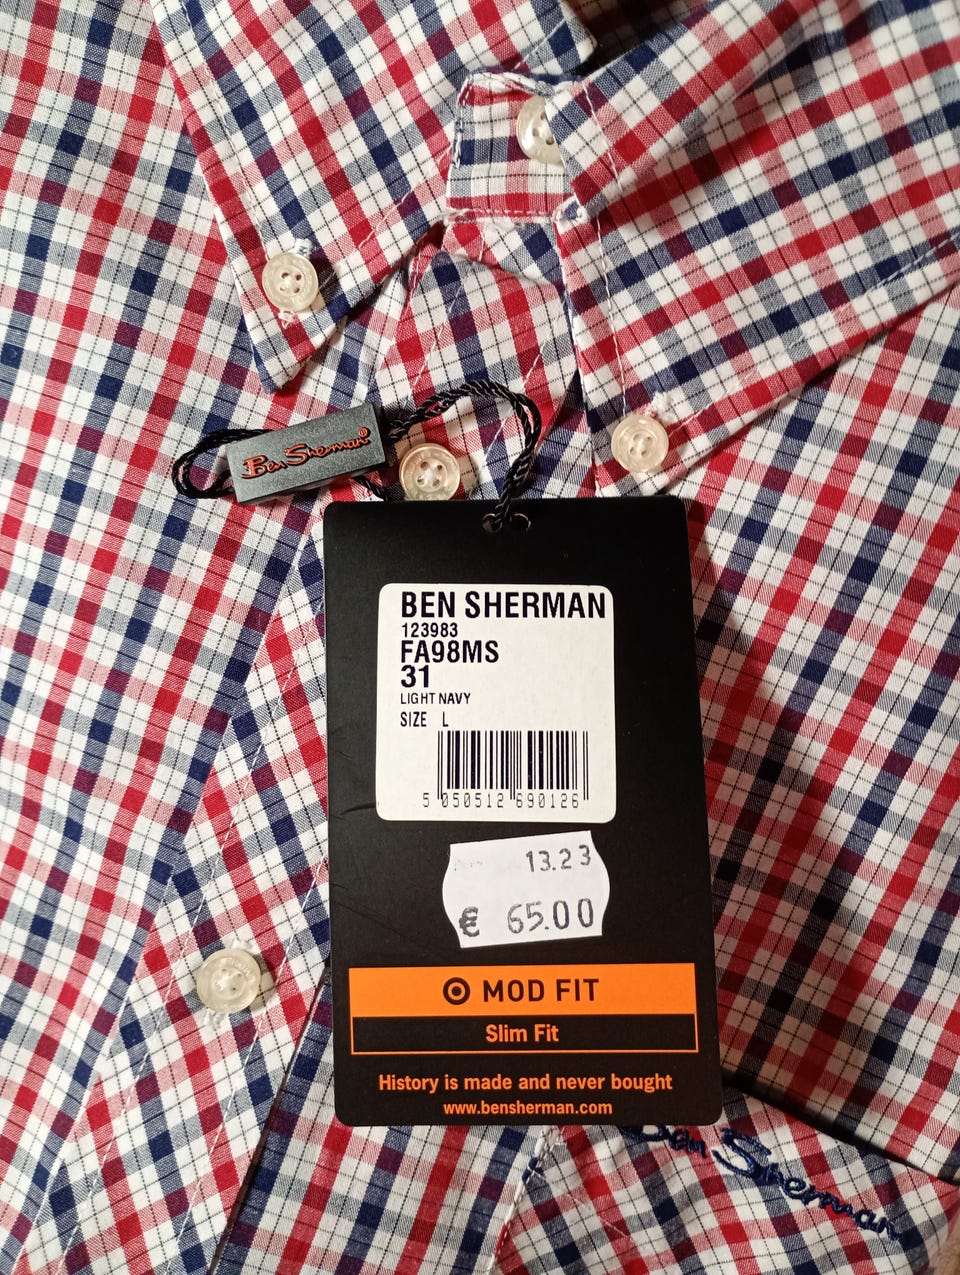 Ben Sherman®
BEN SHERMAN
123983
FA98MS
31
LIGHT NAVY
SIZE L
5 050512 690126
13.23
€ 65.00
MOD FIT
Slim Fit
History is made and never bought
www.bensherman.com
Ben Sherman